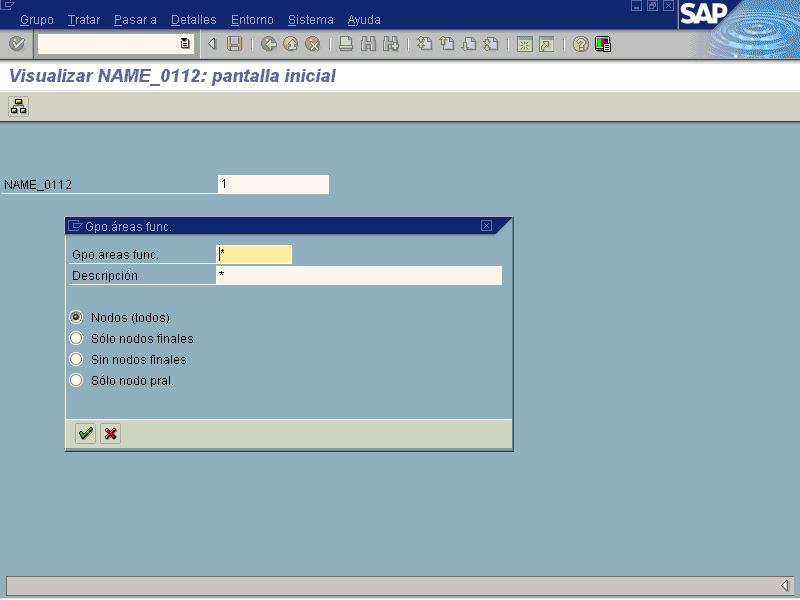 Grupo Tratar Pasar a Detalles Entorno Sistema Ayuda
SAP
Visualizar NAME_0112: pantalla inicial
NAME_0112 1
Gpo.áreas func.
Gpo.áreas func. *
Descripción *
Nodos (todos)
Sólo nodos finales
Sin nodos finales
Sólo nodo pral.